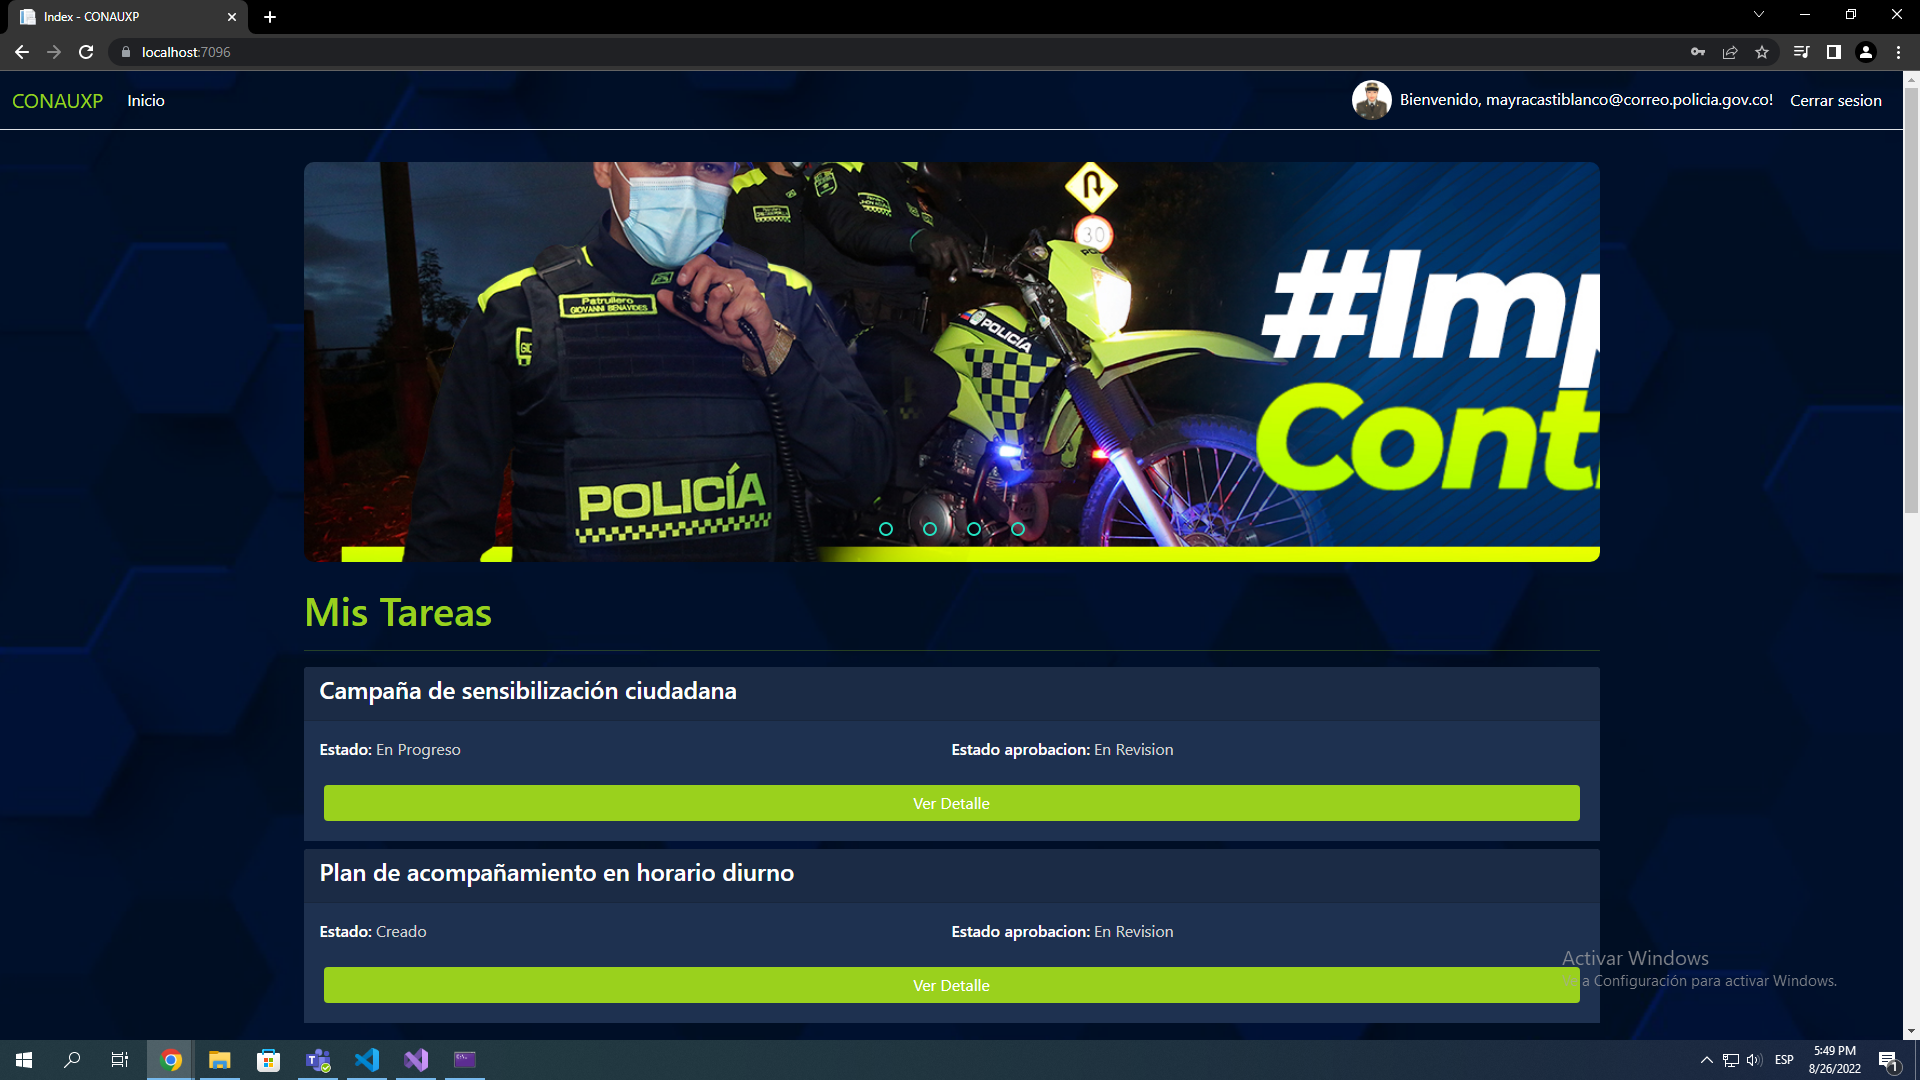 Index - CONAUXP
localhost:7096
CONAUXP
Inicio
Bienvenido, mayracastiblanco@correo.policia.gov.co!
Cerrar sesion
30
Patrullero
GIOVANNI BENAVIDES
POLICÍA
POLICÍA
#Imp
Cont
Mis Tareas
Campaña de sensibilización ciudadana
Estado: En Progreso
Estado aprobacion: En Revision
Ver Detalle
Plan de acompañamiento en horario diurno
Estado: Creado
Estado aprobacion: En Revision
Ver Detalle
Activar Windows
a Configuración para activar Windows.
ESP
5:49 PM
8/26/2022
1